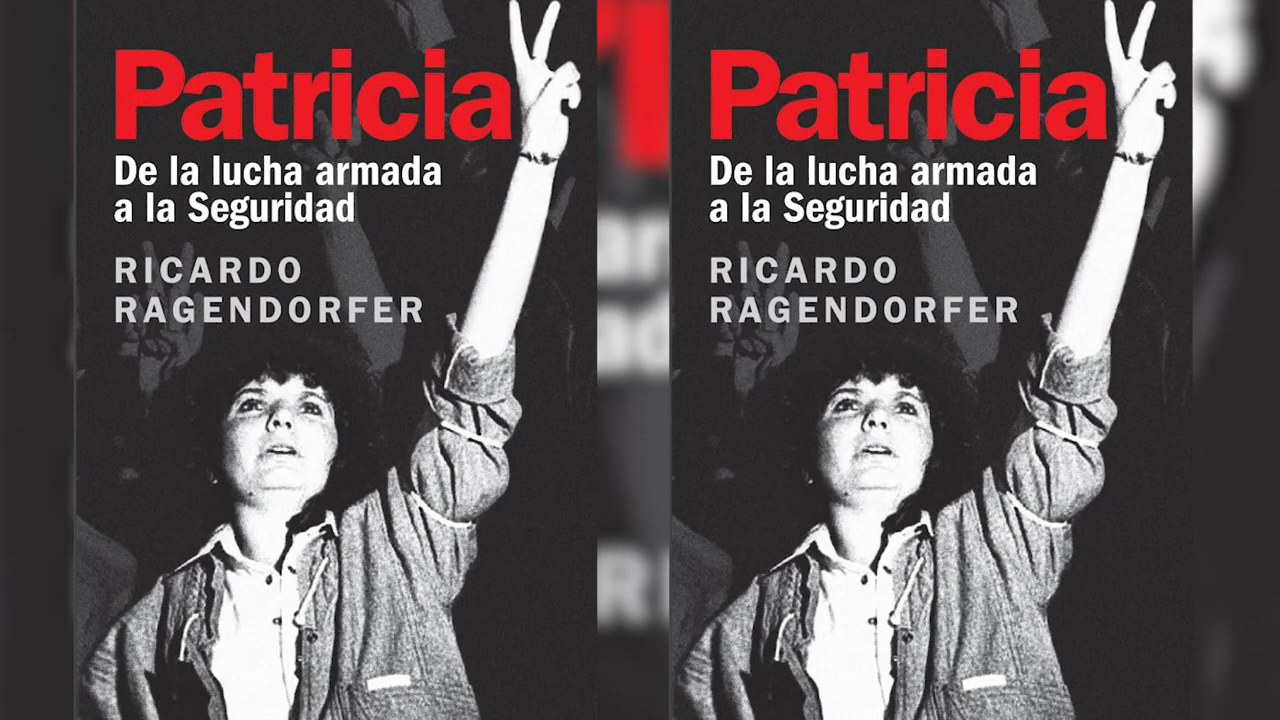 Patricia
De la lucha armada
a la Seguridad
RICARDO
RAGENDORFER
Patricia
De la lucha armada
a la Seguridad
RICARDO
RAGENDORFER